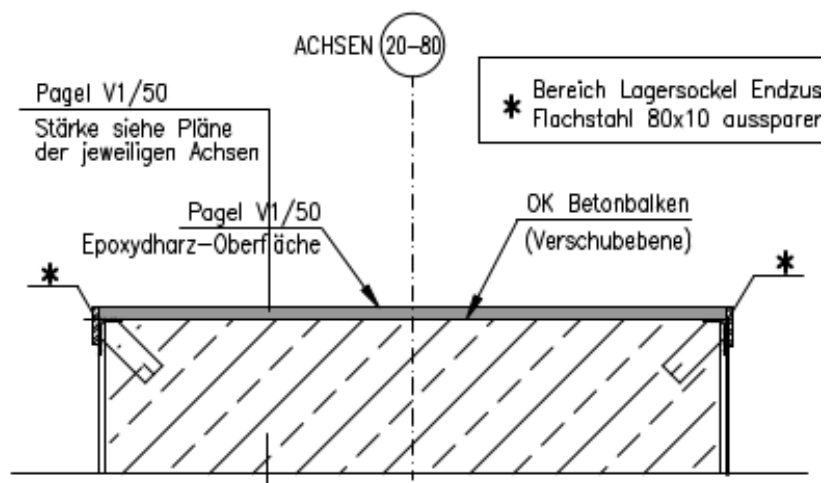 ACHSEN 20-80
Pagel V1/50
Stärke siehe Pläne
der jeweiligen Achsen
* Bereich Lagersockel Endzus
Flachstahl 80x10 aussparen
Pagel V1/50
Epoxydharz-Oberfläche
OK Betonbalken
(Verschubebene)
*
*